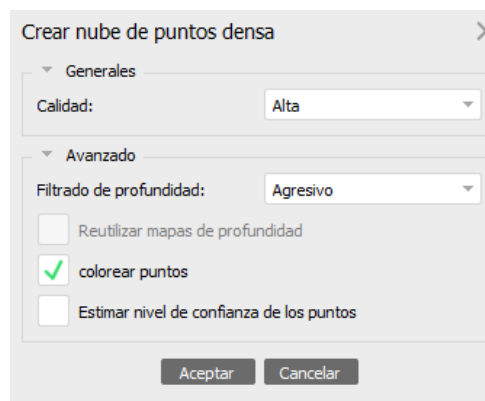 Crear nube de puntos densa
Generales
Calidad: Alta
Avanzado
Filtrado de profundidad: Agresivo
Reutilizar mapas de profundidad
colorear puntos
Estimar nivel de confianza de los puntos
Aceptar Cancelar